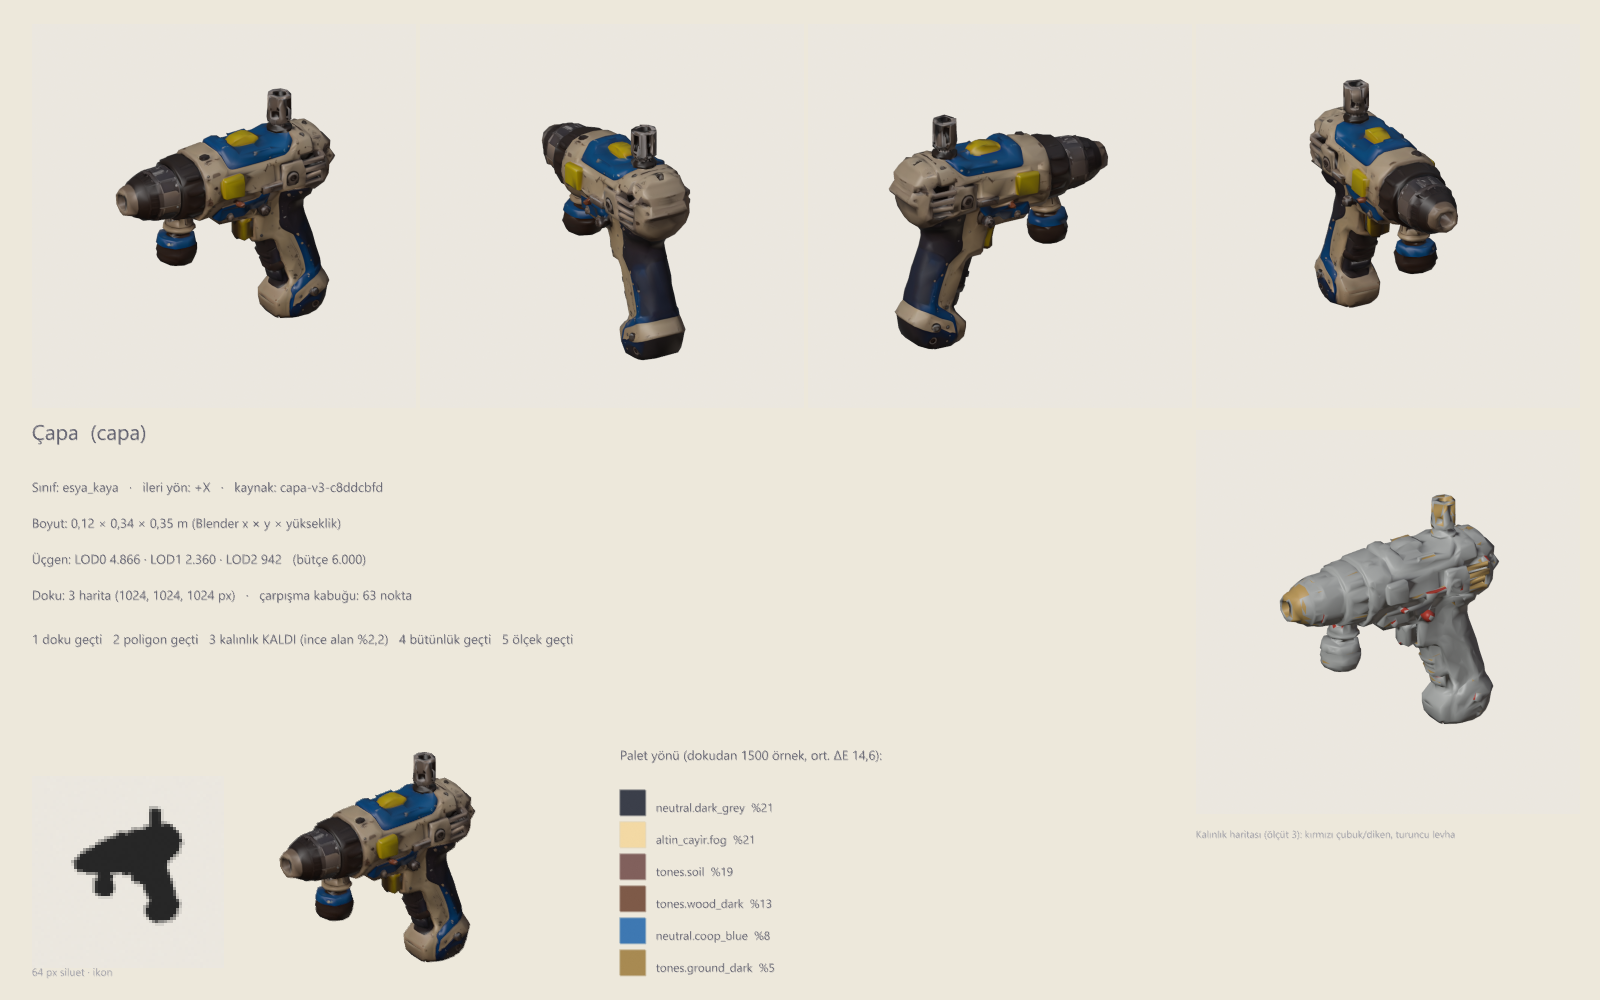 Çapa (capa)
Sınıf: esya_kaya · ileri yön: +X · kaynak: capa-v3-c8ddcbfd
Boyut: 0,12 × 0,34 × 0,35 m (Blender x × y × yükseklik)
Üçgen: LOD0 4.866 · LOD1 2.360 · LOD2 942 (bütçe 6.000)
Doku: 3 harita (1024, 1024, 1024 px) · çarpışma kabuğu: 63 nokta
1 doku geçti 2 poligon geçti 3 kalınlık KALDI (ince alan %2,2) 4 bütünlük geçti 5 ölçek geçti
Palet yönü (dokudan 1500 örnek, ort. ΔE 14,6):
neutral.dark_grey %21
altin_cayir.fog %21
tones.soil %19
tones.wood_dark %13
neutral.coop_blue %8
tones.ground_dark %5
Kalınlık haritası (ölçüt 3): kırmızı çubuk/diken, turuncu levha
64 px siluet · ikon